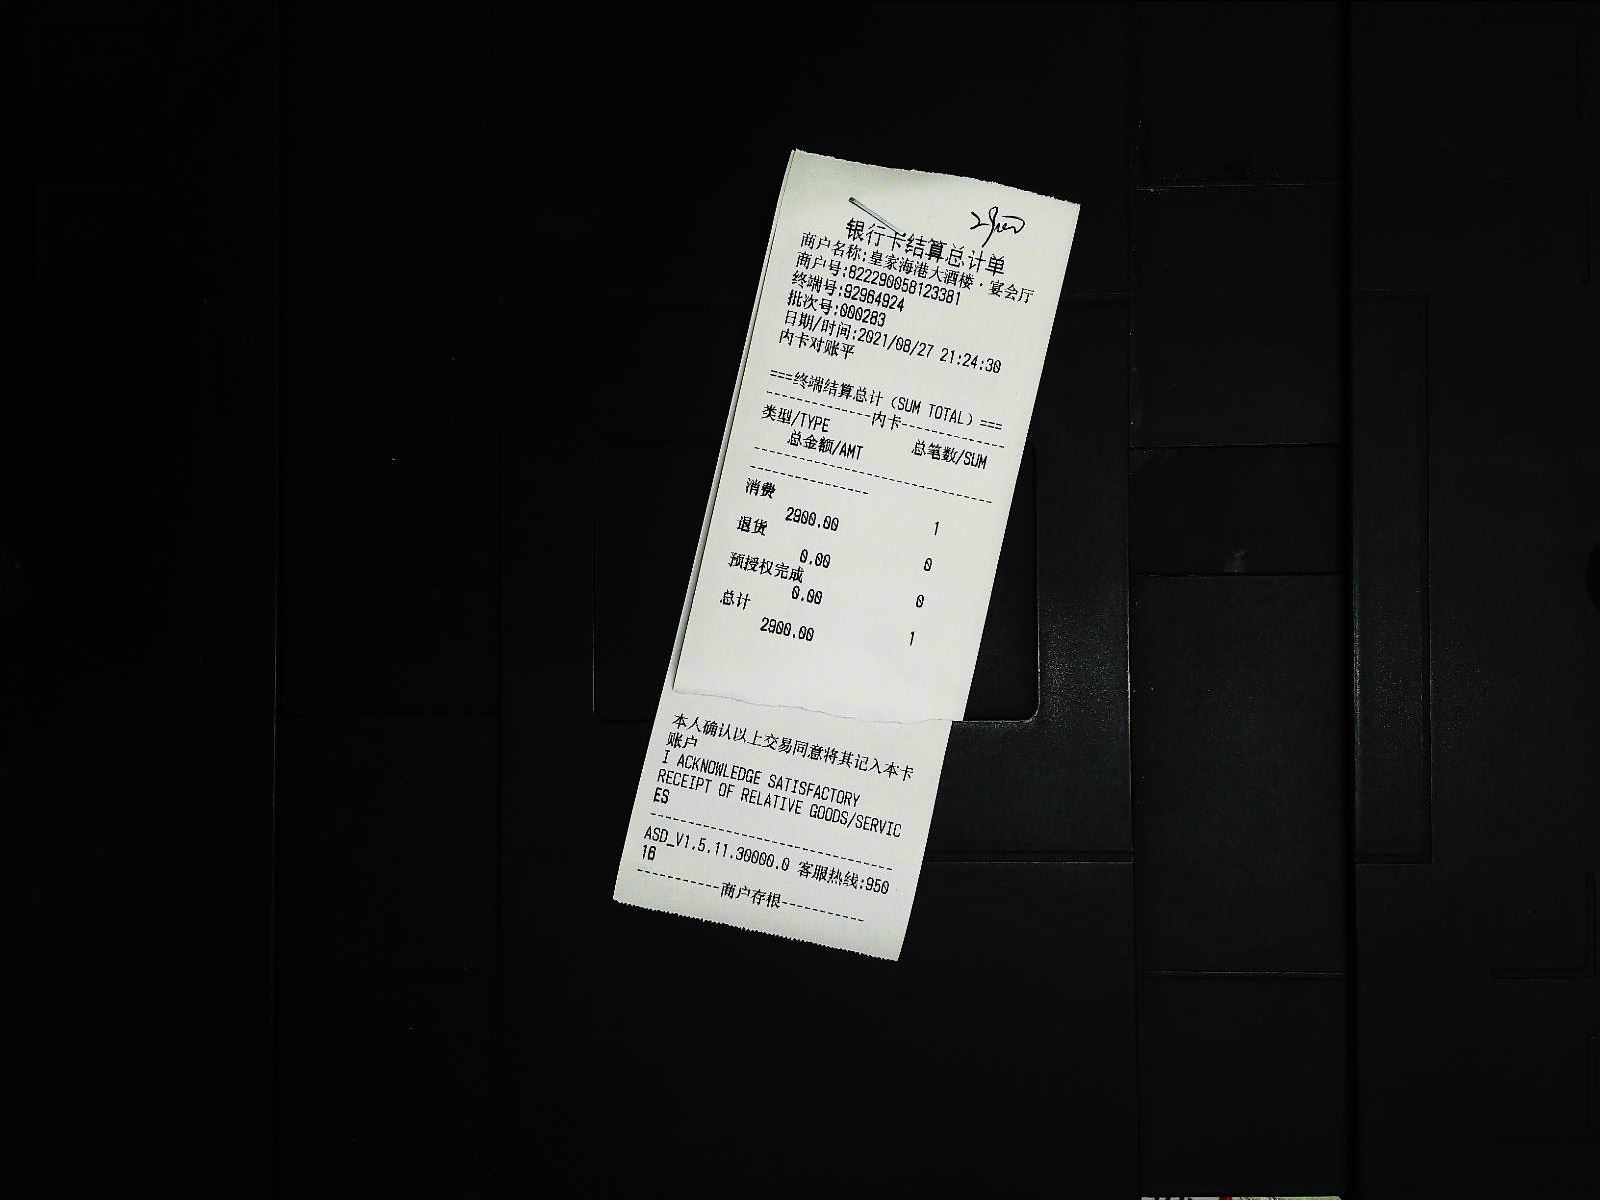 2900
银行卡结算总计单
商户名称:皇家海港大酒楼·宴会厅
商户号:822290058123381
终端号:92964924
批次号:000283
日期/时间:2021/08/27 21:24:30
内卡对账平
===终端结算总计（SUM TOTAL）===
--------------内卡--------------
类型/TYPE 总笔数/SUM
总金额/AMT
--------------------------------
----------------
消费
2900.00 1
退货
0.00 0
预授权完成
0.00 0
总计
2900.00 1
本人确认以上交易同意将其记入本卡
账户
I ACKNOWLEDGE SATISFACTORY
RECEIPT OF RELATIVE GOODS/SERVIC
ES
--------------------------------
ASD_V1.5.11.30000.0 客服热线:950
16
-----------商户存根-----------